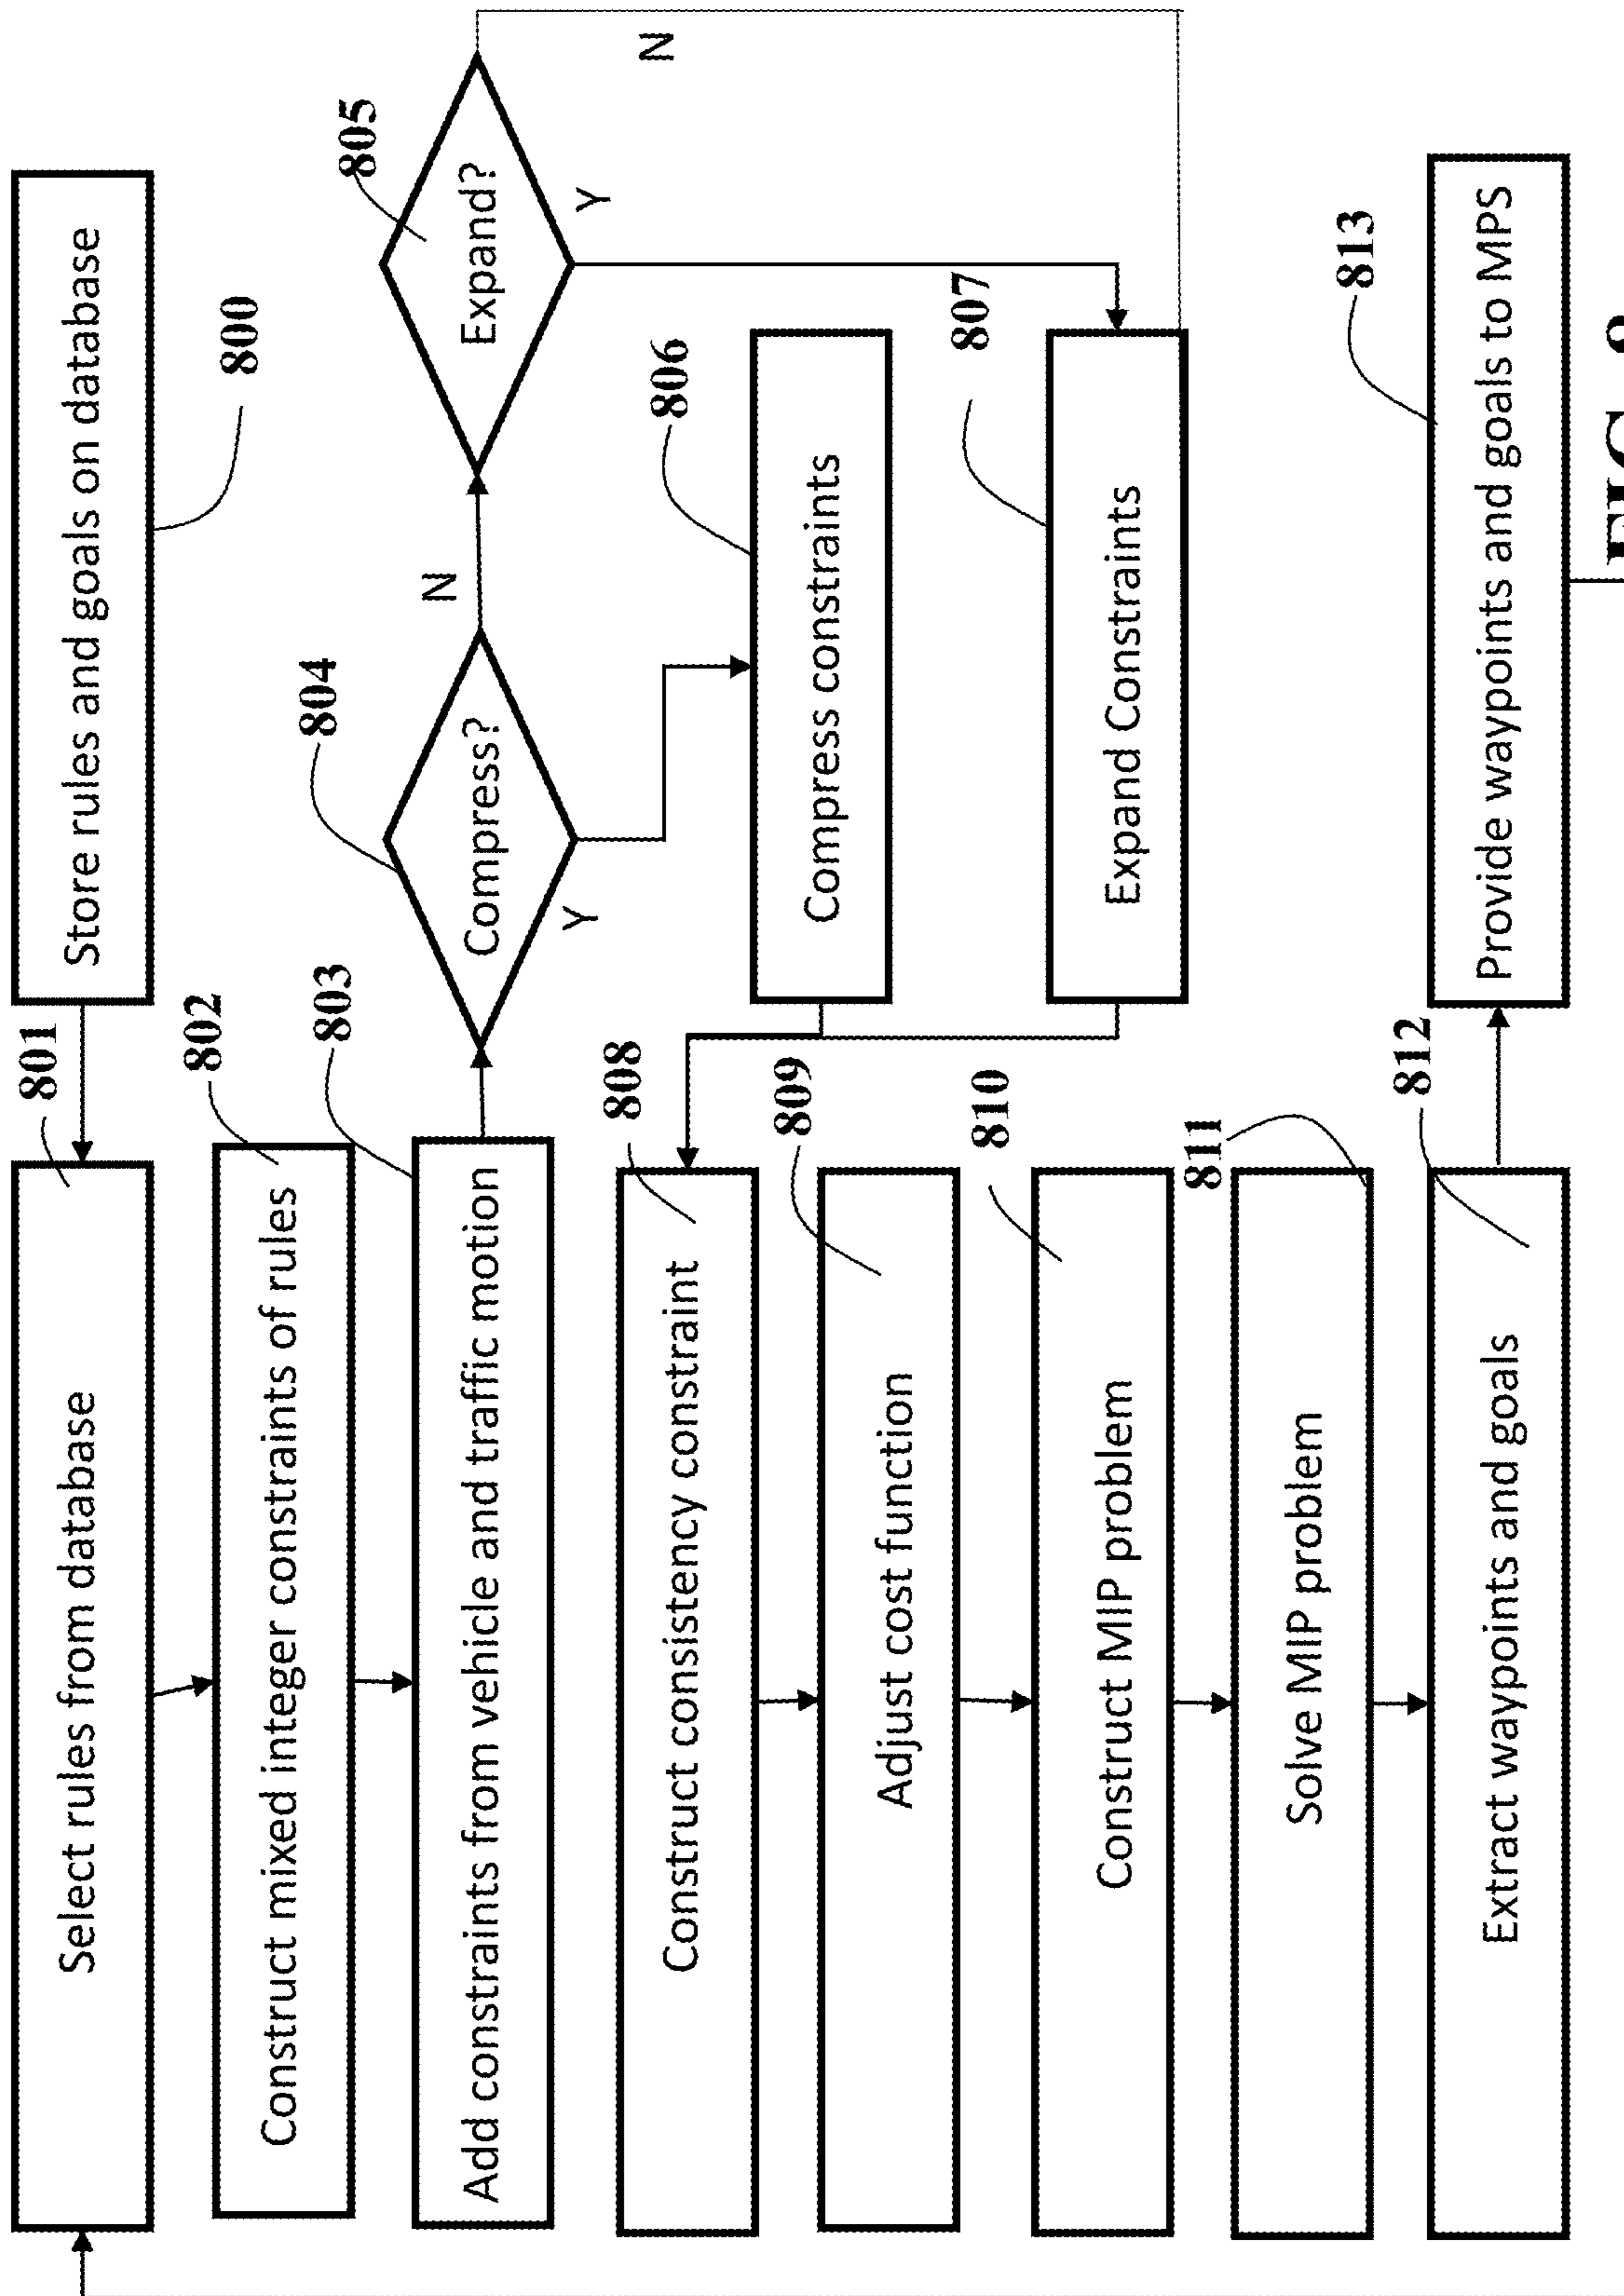 Store rules and goals on database
800
Select rules from database
801
Construct mixed integer constraints of rules
802
Add constraints from vehicle and traffic motion
803
Compress?
804
Y
N
Expand?
805
Y
N
Compress constraints
806
Expand Constraints
807
Construct consistency constraint
808
Adjust cost function
809
Construct MIP problem
810
Solve MIP problem
811
Extract waypoints and goals
812
Provide waypoints and goals to MPS
813